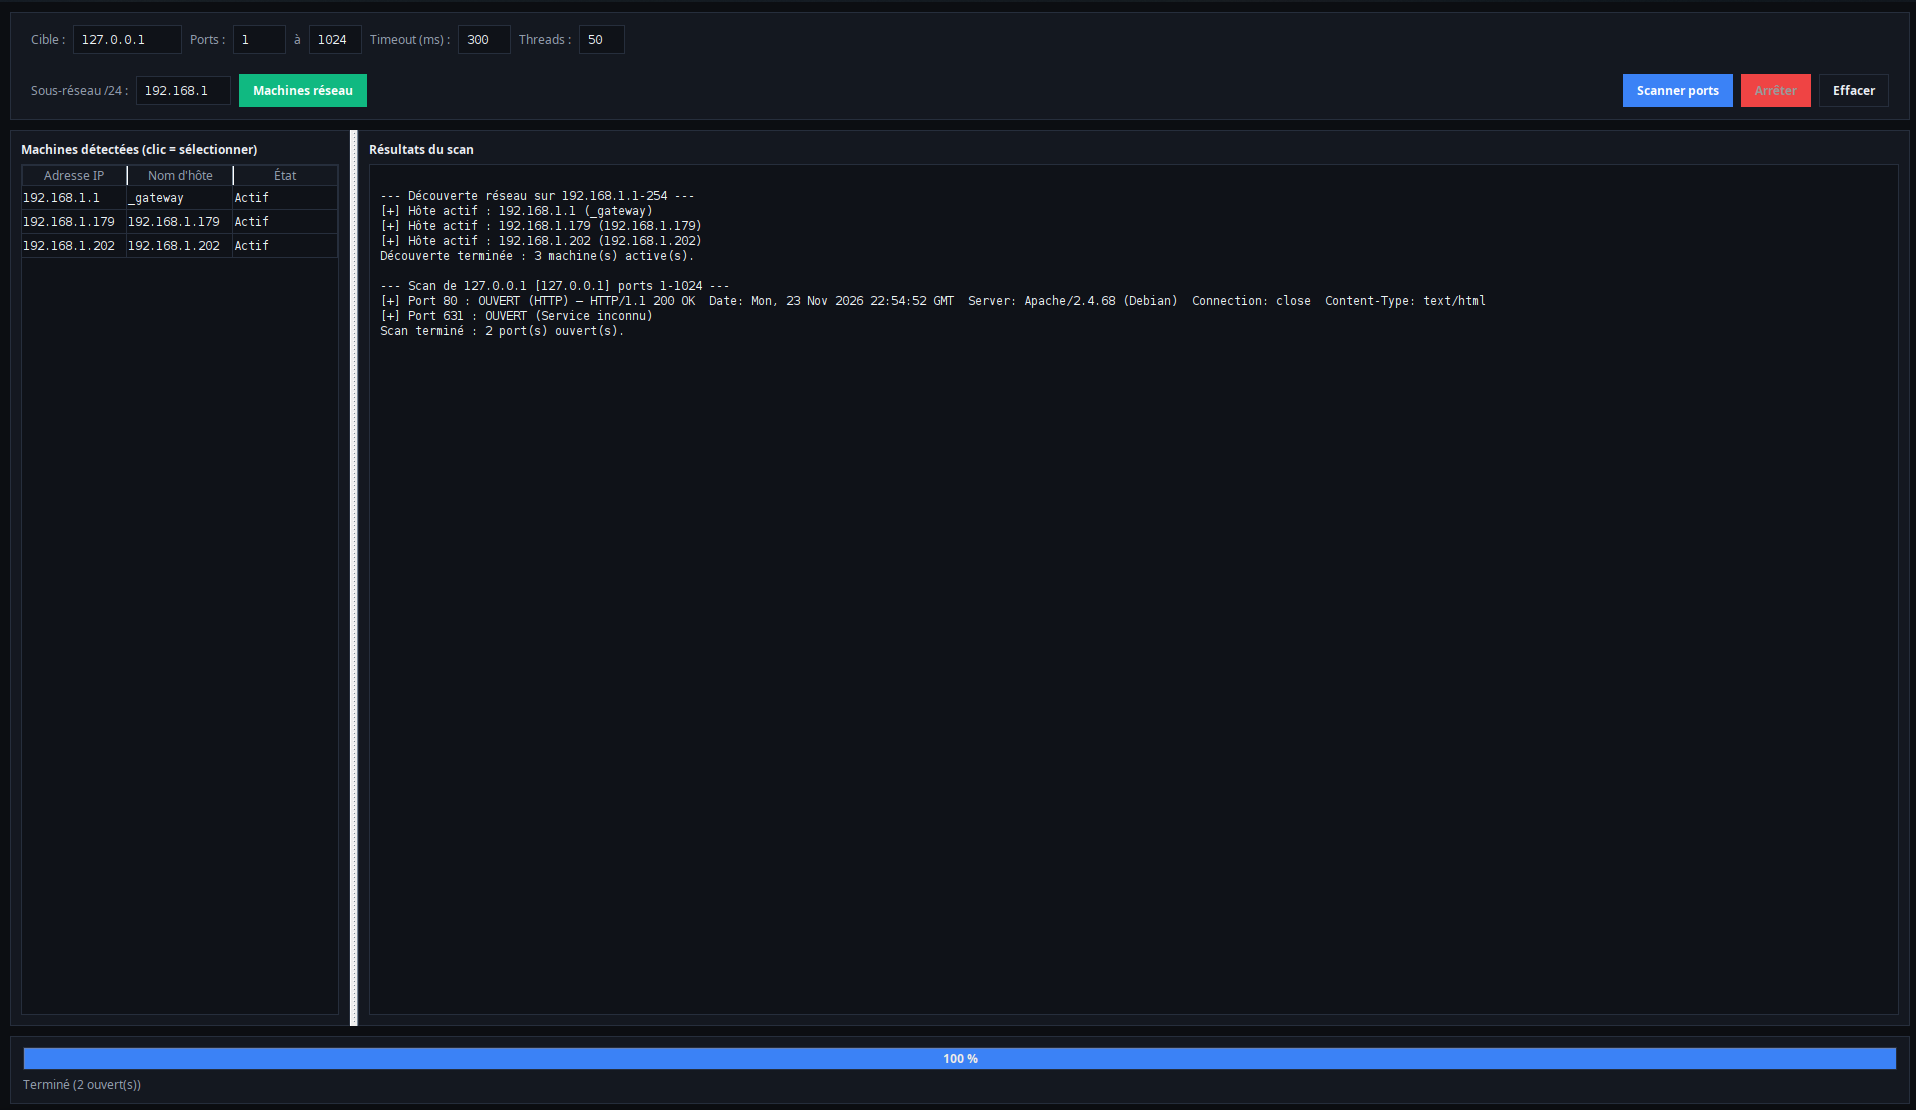 Cible : 127.0.0.1 Ports : 1 à 1024 Timeout (ms) : 300 Threads : 50
Sous-réseau /24 : 192.168.1 Machines réseau Scanner ports Arrêter Effacer
Machines détectées (clic = sélectionner)
Adresse IP Nom d'hôte État
192.168.1.1 _gateway Actif
192.168.1.179 192.168.1.179 Actif
192.168.1.202 192.168.1.202 Actif
Résultats du scan
--- Découverte réseau sur 192.168.1.1-254 ---
[+] Hôte actif : 192.168.1.1 (_gateway)
[+] Hôte actif : 192.168.1.179 (192.168.1.179)
[+] Hôte actif : 192.168.1.202 (192.168.1.202)
Découverte terminée : 3 machine(s) active(s).
--- Scan de 127.0.0.1 [127.0.0.1] ports 1-1024 ---
[+] Port 80 : OUVERT (HTTP) — HTTP/1.1 200 OK  Date: Mon, 23 Nov 2026 22:54:52 GMT  Server: Apache/2.4.68 (Debian)  Connection: close  Content-Type: text/html
[+] Port 631 : OUVERT (Service inconnu)
Scan terminé : 2 port(s) ouvert(s).
100 %
Terminé (2 ouvert(s))